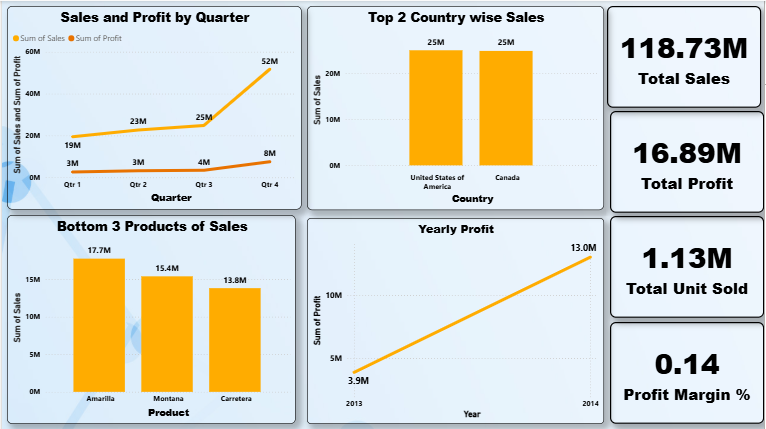 Sales and Profit by Quarter
Sum of Sales Sum of Profit
Sum of Sales and Sum of Profit
60M
40M
20M
0M
19M
23M
25M
52M
3M
3M
4M
8M
Qtr 1 Qtr 2 Qtr 3 Qtr 4
Quarter
Top 2 Country wise Sales
Sum of Sales
20M
10M
0M
25M 25M
United States of
America
Canada
Country
118.73M
Total Sales
16.89M
Total Profit
Bottom 3 Products of Sales
Sum of Sales
15M
10M
5M
0M
17.7M
15.4M
13.8M
Amarilla Montana Carretera
Product
Yearly Profit
Sum of Profit
10M
5M
3.9M
13.0M
2013 2014
Year
1.13M
Total Unit Sold
0.14
Profit Margin %